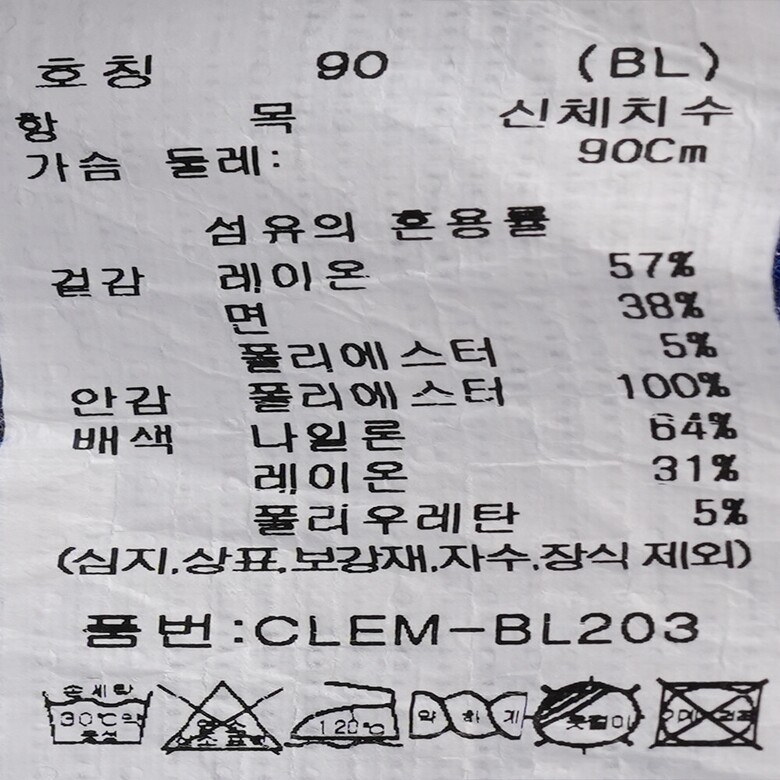 호칭 90 (BL)
항 목 신체치수
가슴 둘레: 90Cm
섬유의 혼용률
겉감 레이온 57%
면 38%
폴리에스터 5%
안감 폴리에스터 100%
배색 나일론 64%
레이온 31%
폴리우레탄 5%
(심지,상표,보강재,자수,장식 제외)
품번:CLEM-BL203
손세탁
30℃약
중성
120℃
약하게
옷걸이